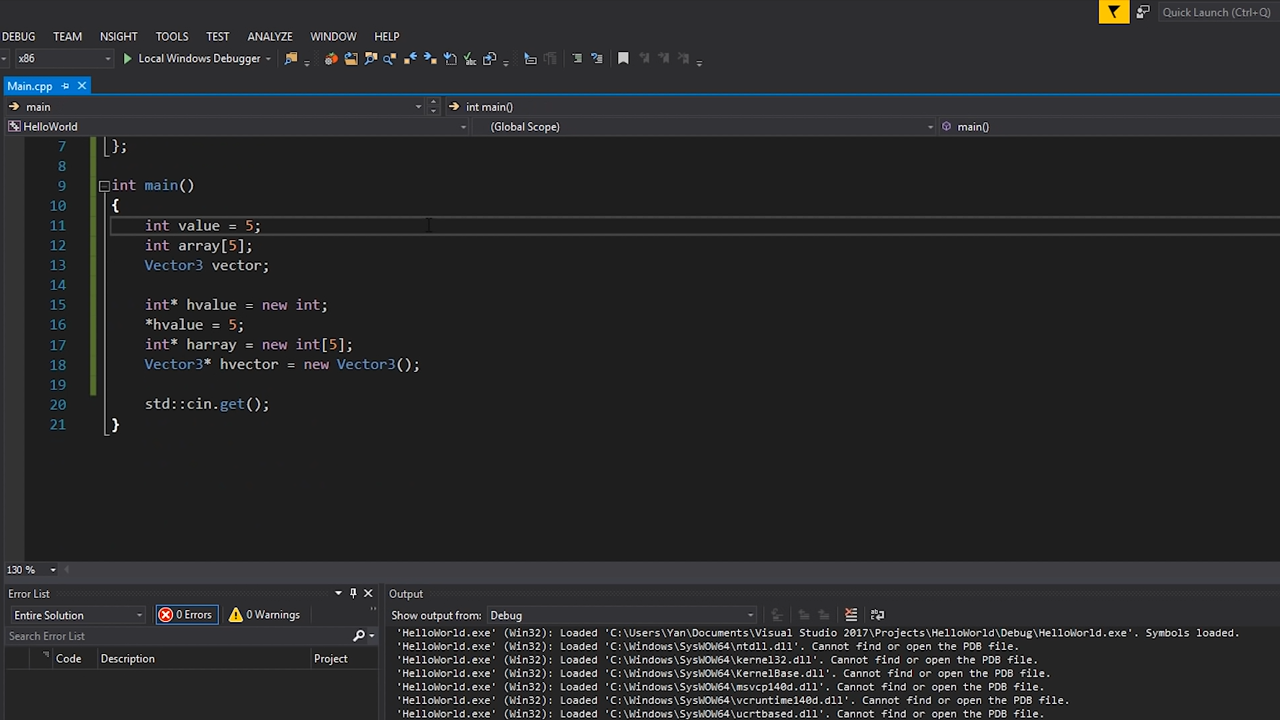 Quick Launch (Ctrl+Q)
DEBUG TEAM NSIGHT TOOLS TEST ANALYZE WINDOW HELP
x86 Local Windows Debugger
Main.cpp
main int main()
HelloWorld (Global Scope) main()
7 };
8
9 int main()
10 {
11 int value = 5;
12 int array[5];
13 Vector3 vector;
14
15 int* hvalue = new int;
16 *hvalue = 5;
17 int* harray = new int[5];
18 Vector3* hvector = new Vector3();
19
20 std::cin.get();
21 }
130 %
Error List
Entire Solution 0 Errors 0 Warnings
Search Error List
Code Description Project
Output
Show output from: Debug
'HelloWorld.exe' (Win32): Loaded 'C:\Users\Yan\Documents\Visual Studio 2017\Projects\HelloWorld\Debug\HelloWorld.exe'. Symbols loaded.
'HelloWorld.exe' (Win32): Loaded 'C:\Windows\SysWOW64\ntdll.dll'. Cannot find or open the PDB file.
'HelloWorld.exe' (Win32): Loaded 'C:\Windows\SysWOW64\kernel32.dll'. Cannot find or open the PDB file.
'HelloWorld.exe' (Win32): Loaded 'C:\Windows\SysWOW64\KernelBase.dll'. Cannot find or open the PDB file.
'HelloWorld.exe' (Win32): Loaded 'C:\Windows\SysWOW64\msvcp140d.dll'. Cannot find or open the PDB file.
'HelloWorld.exe' (Win32): Loaded 'C:\Windows\SysWOW64\vcruntime140d.dll'. Cannot find or open the PDB file.
'HelloWorld.exe' (Win32): Loaded 'C:\Windows\SysWOW64\ucrtbased.dll'. Cannot find or open the PDB file.